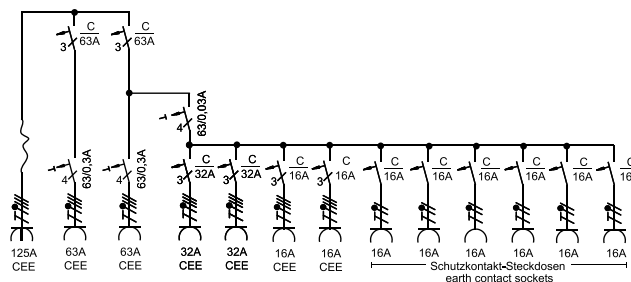 C C
63A 63A
3 3
63/0,03A
4
63/0,3A 63/0,3A
4 4
C C C C C C C C C C
32A 32A 16A 16A 16A 16A 16A 16A 16A 16
3 3 3 3
125A 63A 63A 32A 32A 16A 16A 16A 16A 16A 16A 16A 16A
CEE CEE CEE CEE CEE CEE CEE
Schutzkontakt-Steckdosen
earth contact sockets